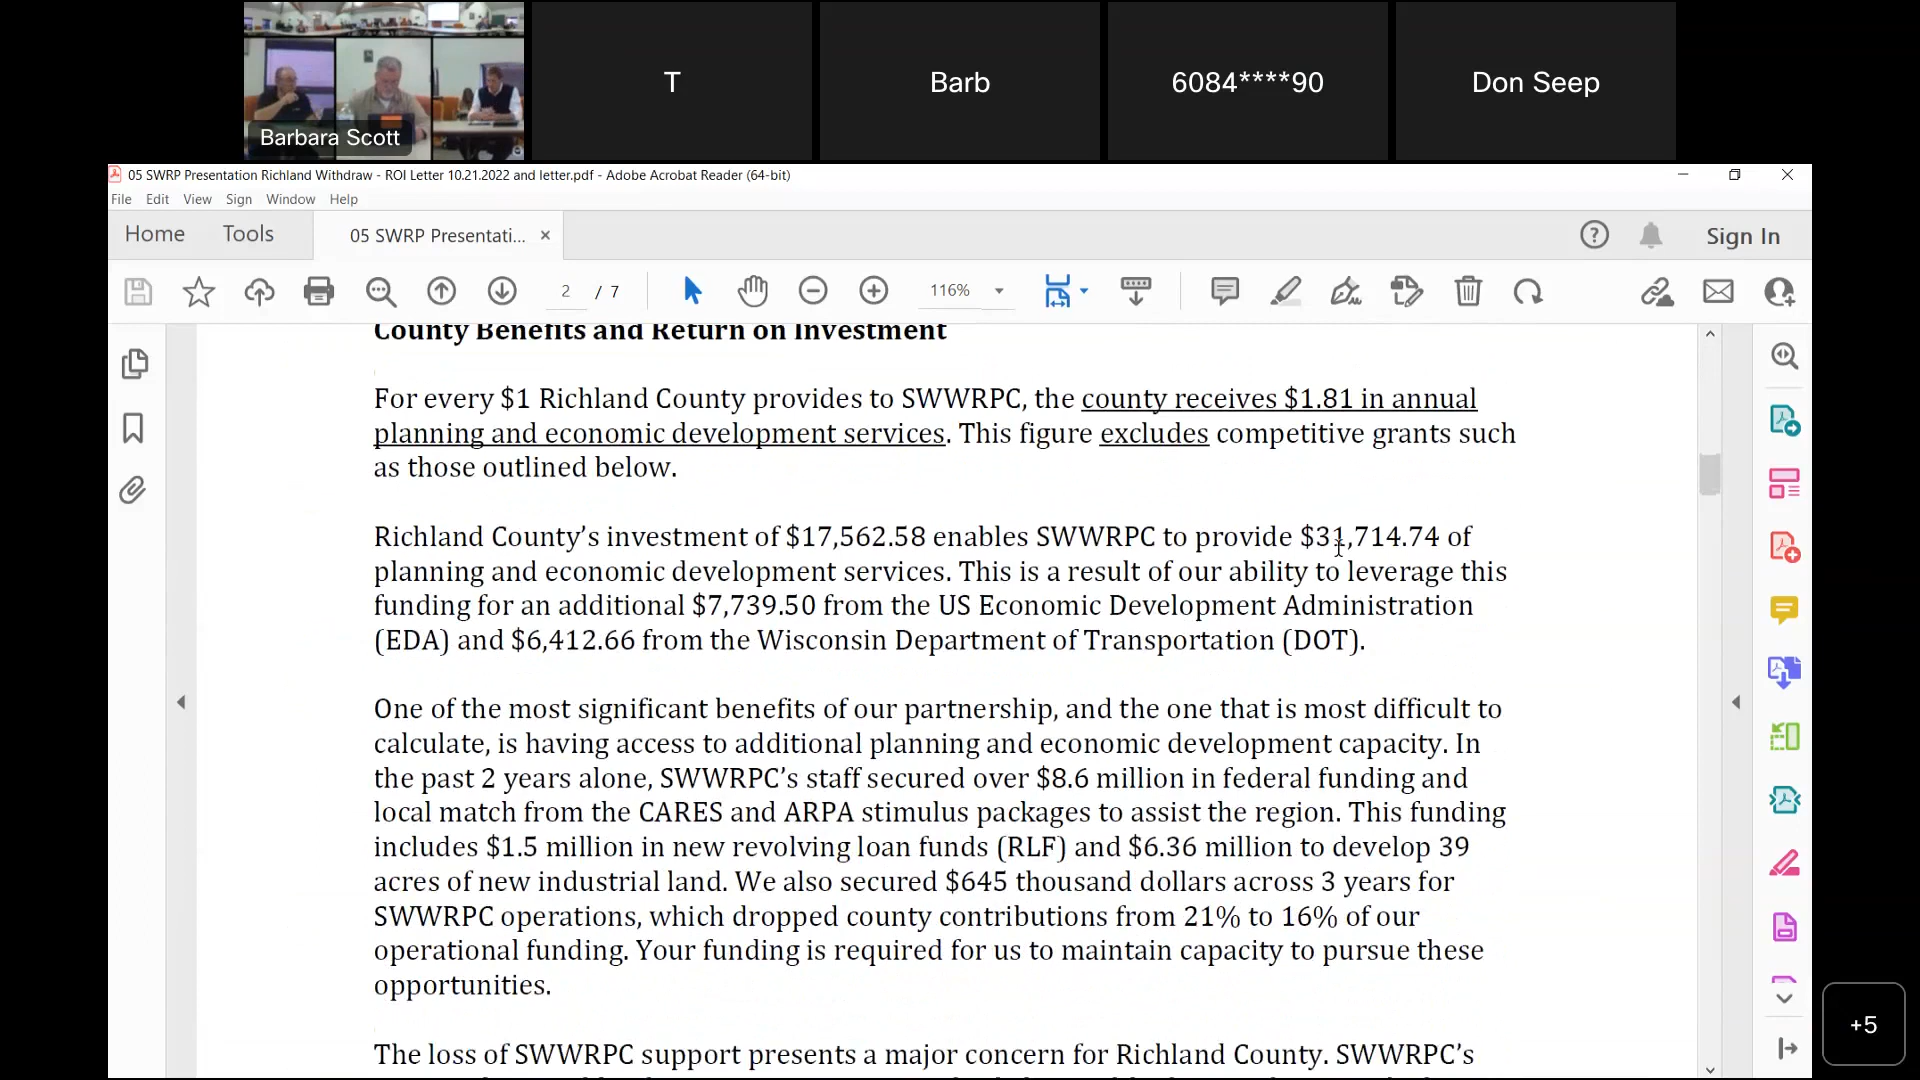 Barbara Scott
T
Barb
6084****90
Don Seep
05 SWRP Presentation Richland Withdraw - ROI Letter 10.21.2022 and letter.pdf - Adobe Acrobat Reader (64-bit)
File Edit View Sign Window Help
Home Tools 05 SWRP Presentati... × Sign In
2 / 7 116%
County Benefits and Return on Investment
For every $1 Richland County provides to SWWRPC, the county receives $1.81 in annual
planning and economic development services. This figure excludes competitive grants such
as those outlined below.
Richland County’s investment of $17,562.58 enables SWWRPC to provide $31,714.74 of
planning and economic development services. This is a result of our ability to leverage this
funding for an additional $7,739.50 from the US Economic Development Administration
(EDA) and $6,412.66 from the Wisconsin Department of Transportation (DOT).
One of the most significant benefits of our partnership, and the one that is most difficult to
calculate, is having access to additional planning and economic development capacity. In
the past 2 years alone, SWWRPC’s staff secured over $8.6 million in federal funding and
local match from the CARES and ARPA stimulus packages to assist the region. This funding
includes $1.5 million in new revolving loan funds (RLF) and $6.36 million to develop 39
acres of new industrial land. We also secured $645 thousand dollars across 3 years for
SWWRPC operations, which dropped county contributions from 21% to 16% of our
operational funding. Your funding is required for us to maintain capacity to pursue these
opportunities.
The loss of SWWRPC support presents a major concern for Richland County. SWWRPC’s
+5